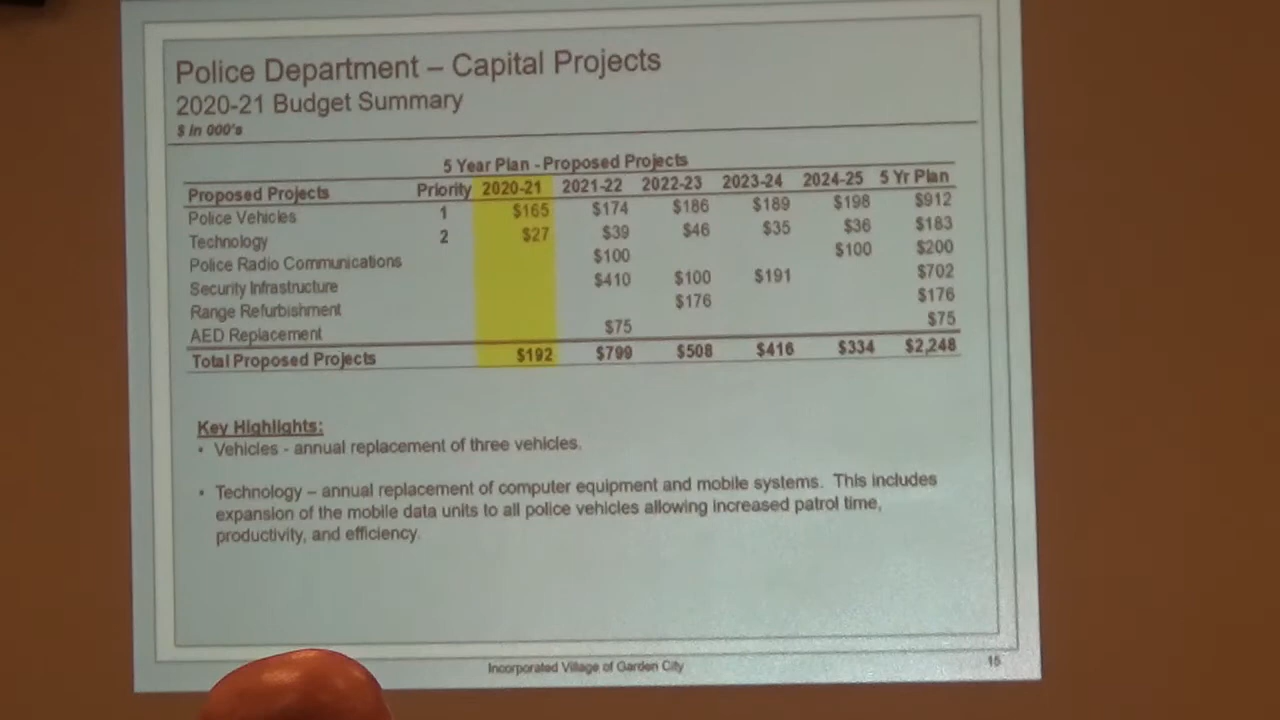 Police Department – Capital Projects
2020-21 Budget Summary
$ in 000's
5 Year Plan - Proposed Projects
Proposed Projects Priority 2020-21 2021-22 2022-23 2023-24 2024-25 5 Yr Plan
Police Vehicles 1 $165 $174 $186 $189 $198 $912
Technology 2 $27 $39 $46 $35 $36 $183
Police Radio Communications $100 $100 $200
Security Infrastructure $410 $100 $191 $702
Range Refurbishment $176 $176
AED Replacement $75 $75
Total Proposed Projects $192 $799 $508 $416 $334 $2,248
Key Highlights:
• Vehicles - annual replacement of three vehicles.
• Technology – annual replacement of computer equipment and mobile systems. This includes
expansion of the mobile data units to all police vehicles allowing increased patrol time,
productivity, and efficiency.
Incorporated Village of Garden City
15